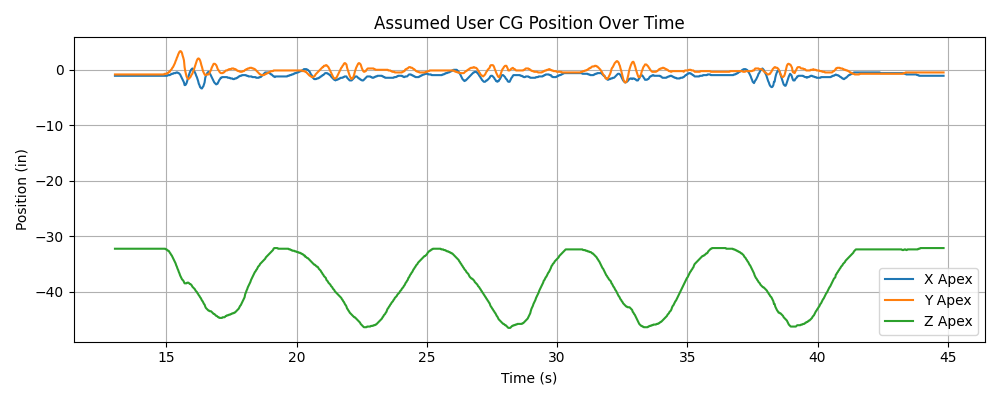 Assumed User CG Position Over Time
Position (in)
0
−10
−20
−30
−40
X Apex
Y Apex
Z Apex
15 20 25 30 35 40 45
Time (s)